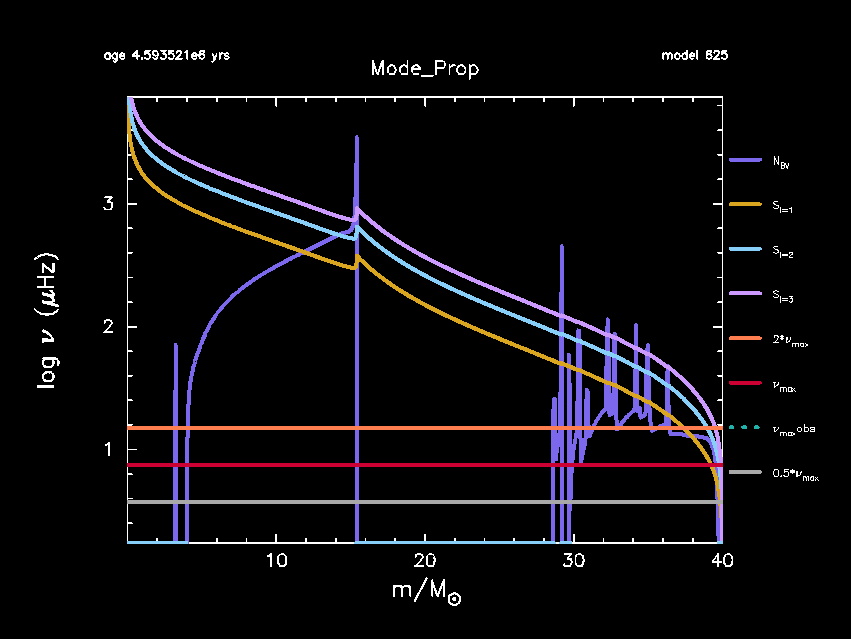 age 4.593521e6 yrs
model 625
Mode_Prop
3
2
1
log ν (μHz)
10
20
30
40
m/M☉
N_BV
S_l=1
S_l=2
S_l=3
2*ν_max
ν_max
ν_max obs
0.5*ν_max